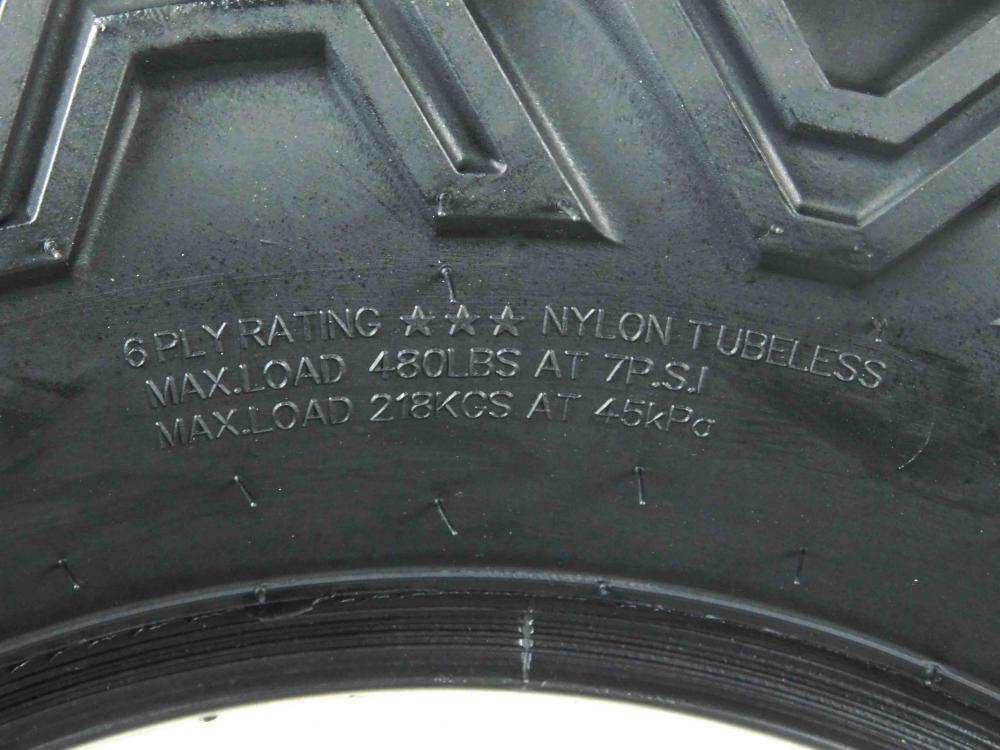 6 PLY RATING ☆☆☆ NYLON TUBELESS
MAX.LOAD 480LBS AT 7P.S.I
MAX.LOAD 218KGS AT 45kPa